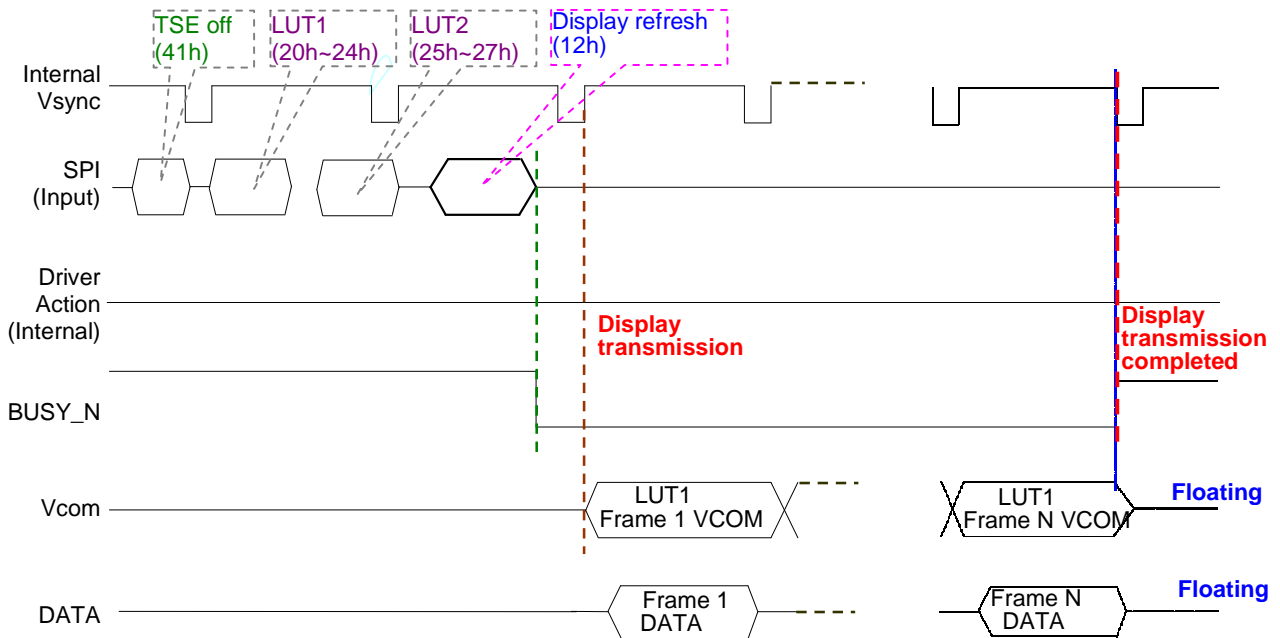 TSE off
(41h)
LUT1
(20h~24h)
LUT2
(25h~27h)
Display refresh
(12h)
Internal
Vsync
SPI
(Input)
Driver
Action
(Internal)
Display
transmission
Display
transmission
completed
BUSY_N
Vcom
LUT1
Frame 1 VCOM
LUT1
Frame N VCOM
Floating
DATA
Frame 1
DATA
Frame N
DATA
Floating